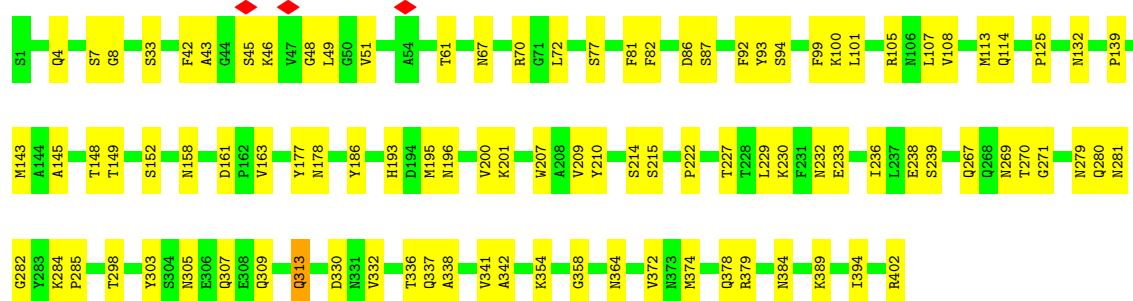 S1 Q4 S7 G8 S33 F42 A43 G44 S45 K46 V47 G48 L49 G50 V51 A54 T61 N67 R70 G71 L72 S77 F81 F82 D86 S87 F92 Y93 S94 F99 K100 L101 R105 N106 L107 V108 M113 Q114 P125 N132 P139
M143 A144 A145 T148 T149 S152 N158 D161 P162 V163 Y177 N178 Y186 H193 D194 M195 N196 V200 K201 W207 A208 V209 Y210 S214 S215 P222 T227 T228 L229 K230 F231 N232 E233 I236 L237 E238 S239 Q267 Q268 N269 T270 G271 N279 Q280 N281
G282 Y283 K284 P285 T298 Y303 S304 N305 E306 Q307 E308 Q309 Q313 D330 N331 V332 T336 Q337 A338 V341 A342 K354 G358 N364 V372 N373 M374 Q378 R379 N384 K389 I394 R402